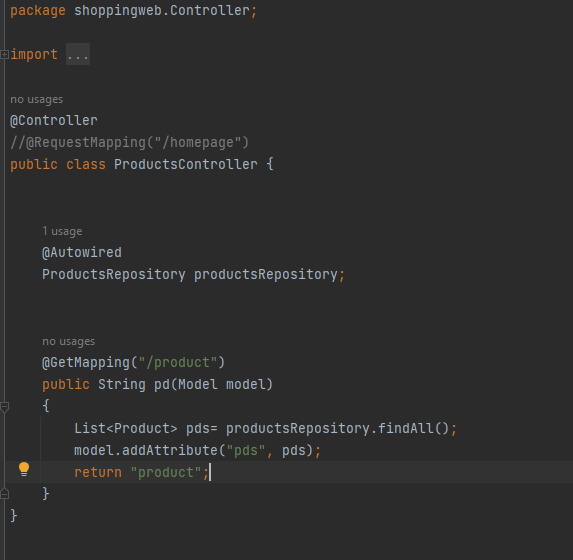 package shoppingweb.Controller;
import ...
no usages
@Controller
//@RequestMapping("/homepage")
public class ProductsController {
1 usage
@Autowired
ProductsRepository productsRepository;
no usages
@GetMapping("/product")
public String pd(Model model)
{
List<Product> pds= productsRepository.findAll();
model.addAttribute("pds", pds);
return "product";
}
}